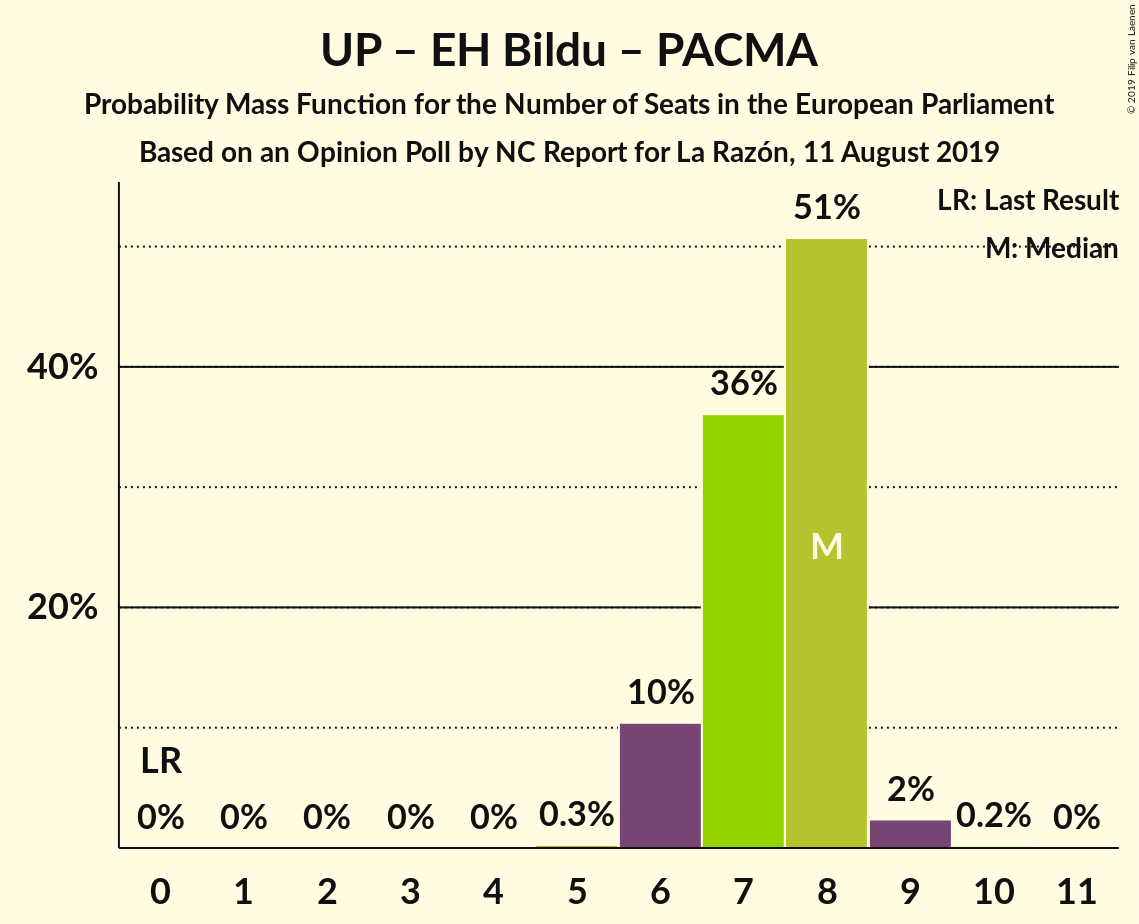 UP – EH Bildu – PACMA
Probability Mass Function for the Number of Seats in the European Parliament
Based on an Opinion Poll by NC Report for La Razón, 11 August 2019
© 2019 Filip van Laenen
LR: Last Result
M: Median
51%
40%
36%
M
20%
10%
LR
2%
0% 0% 0% 0% 0% 0.3% 0.2% 0%
0 1 2 3 4 5 6 7 8 9 10 11